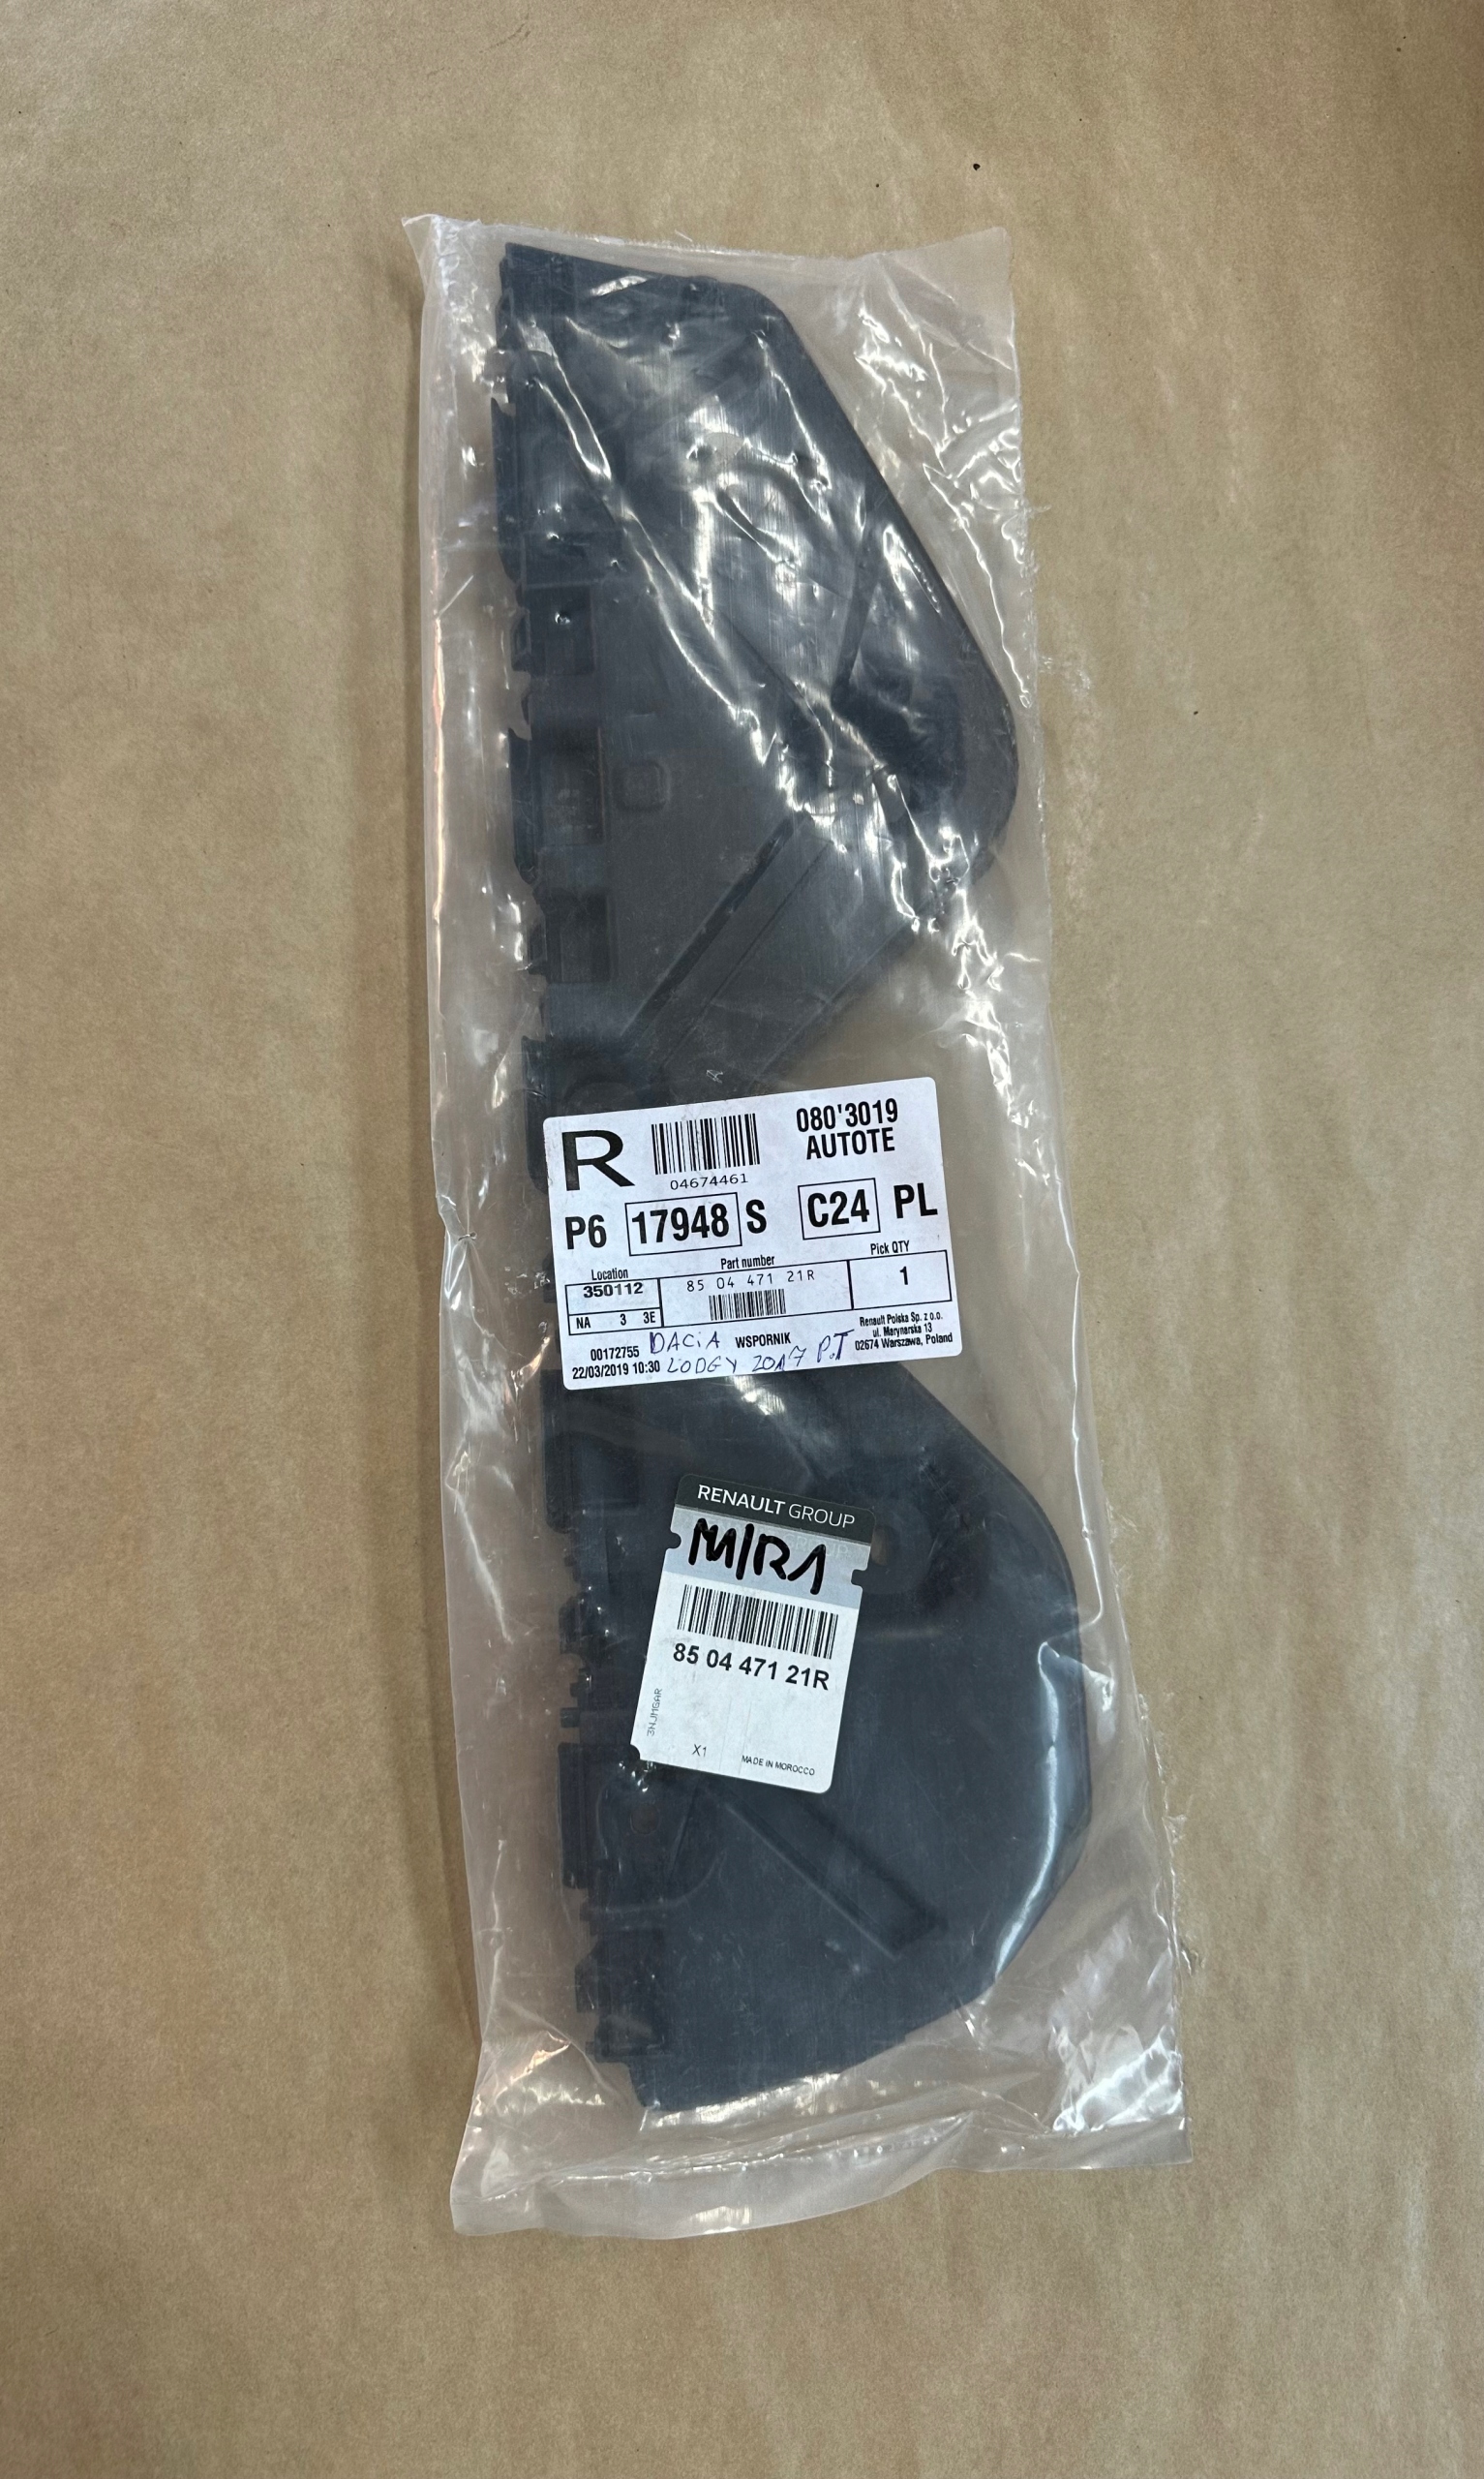 R
04674461
080'3019
AUTOTE
P6 17948 S C24 PL
Location Part number Pick QTY
350112 85 04 471 21R 1
NA 3 3E
00172755 DACiA WSPORNIK
22/03/2019 10:30 LODGY 2017 P.T
Renault Polska Sp. z o.o.
ul. Marynarska 13
02674 Warszawa, Poland
RENAULT GROUP
85 04 471 21R
3NJMGAR
X1 MADE IN MOROCCO